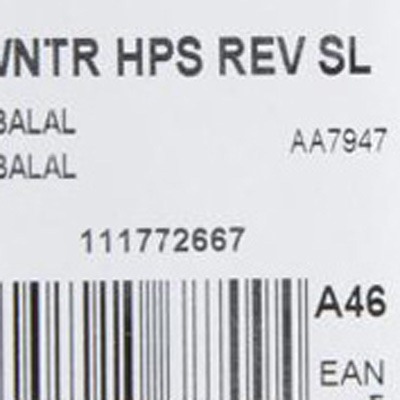 WNTR HPS REV SL
BALAL
AA7947
BALAL
111772667
A46
EAN